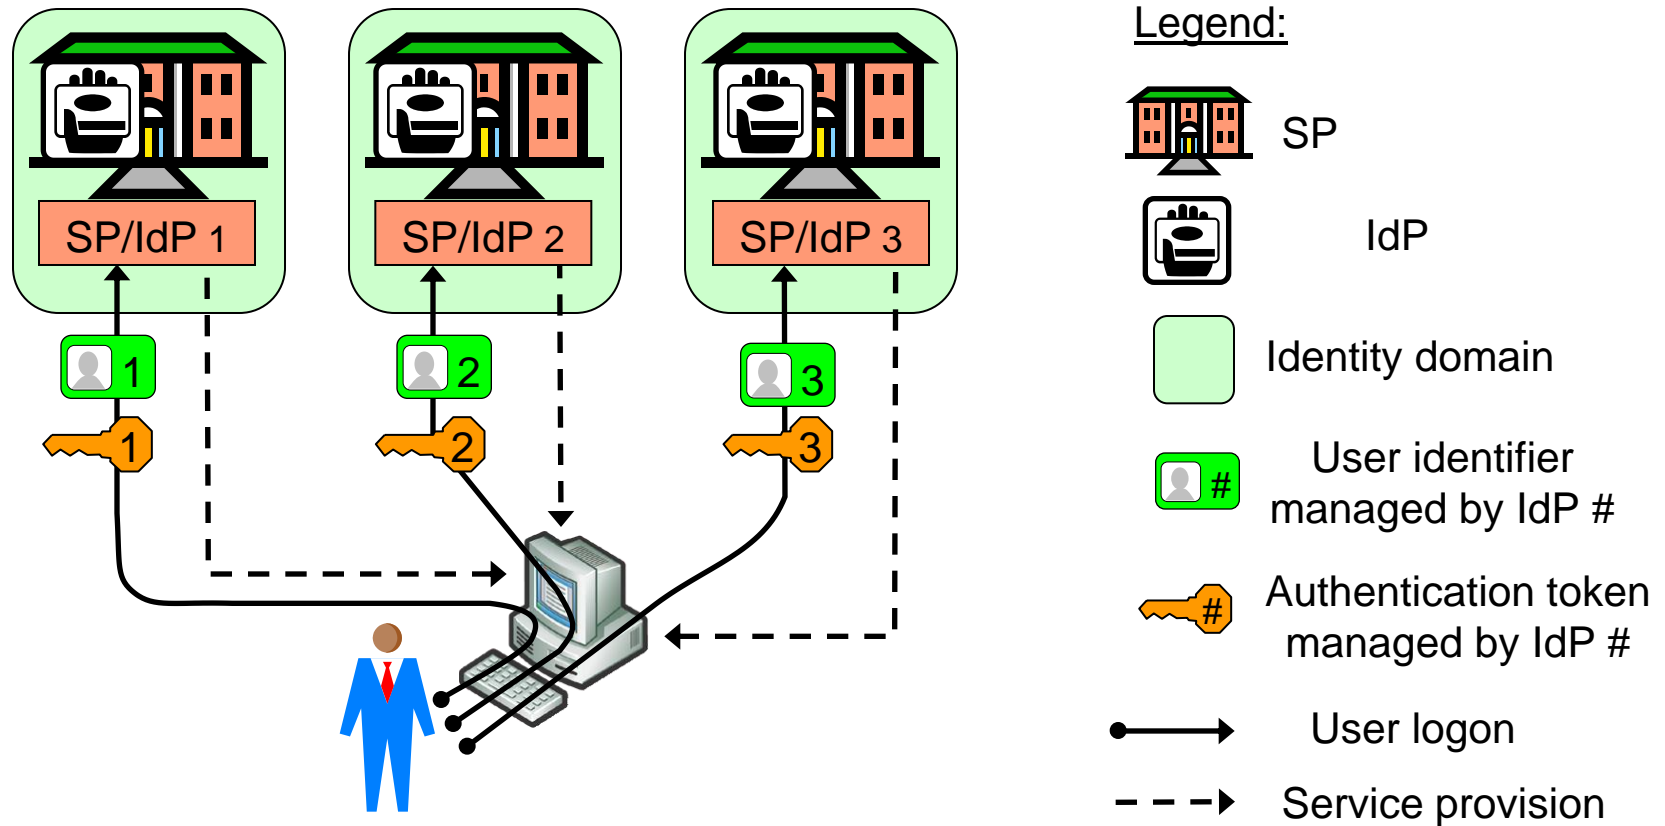 SP/IdP 1
SP/IdP 2
SP/IdP 3
1
2
3
1
2
3
Legend:
SP
IdP
Identity domain
#
User identifier
managed by IdP #
#
Authentication token
managed by IdP #
User logon
Service provision